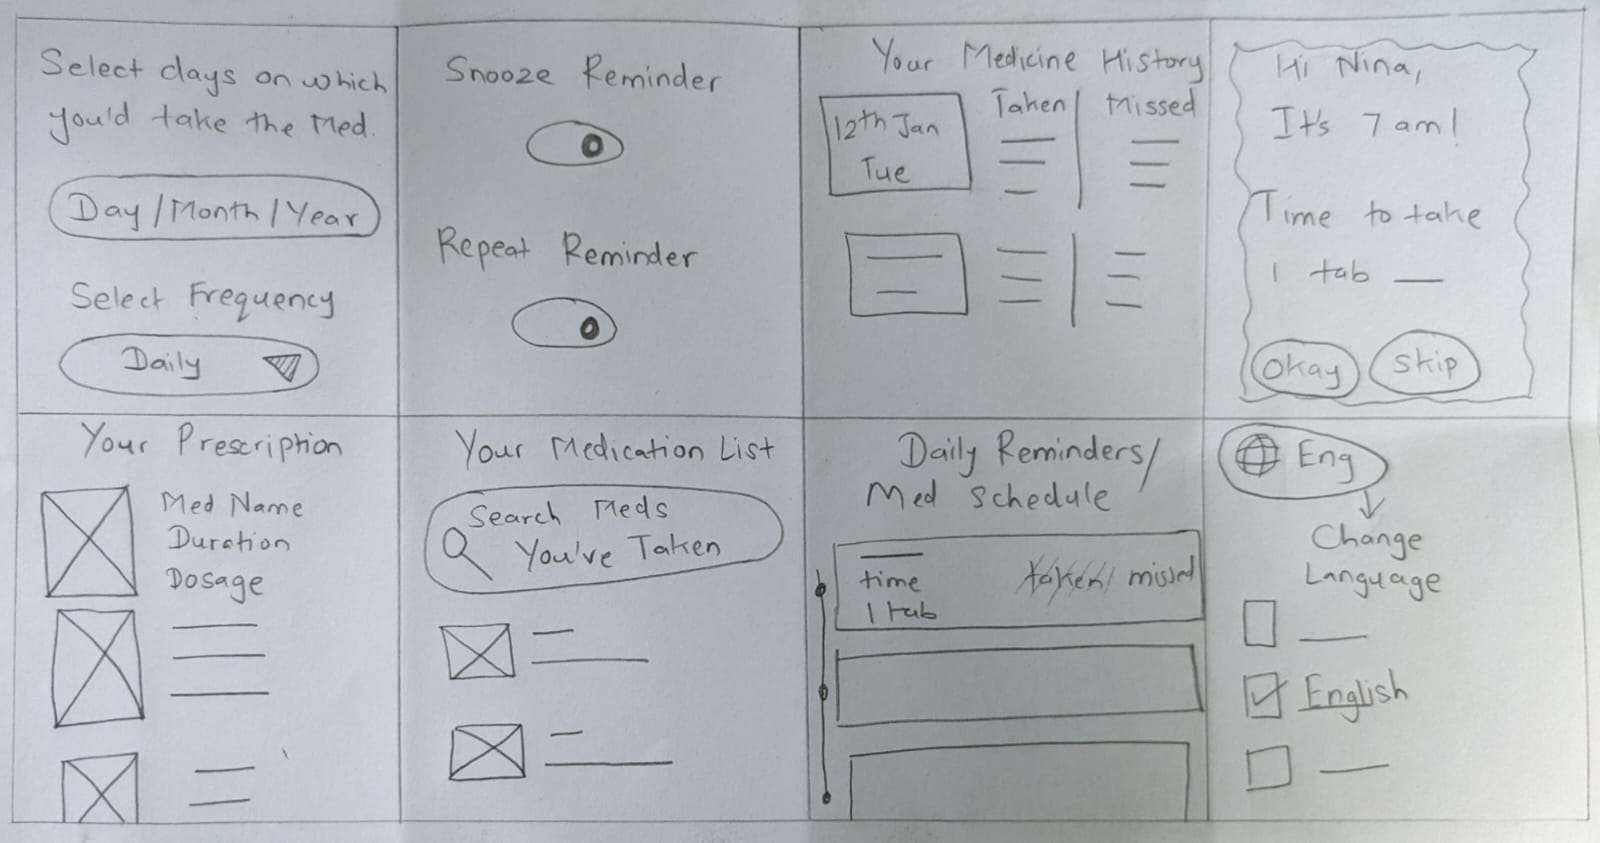 Select days on which
you'd take the Med.
Day/Month/Year
Select Frequency
Daily
Snooze Reminder
Repeat Reminder
Your Medicine History
12th Jan
Tue
Taken
Missed
Hi Nina,
It's 7 am!
Time to take
1 tab
Okay
Skip
Your Prescription
Med Name
Duration
Dosage
Your Medication List
Search Meds
You've Taken
Daily Reminders/
Med Schedule
time
taken/ missed
1 tab
Eng
Change
Language
English